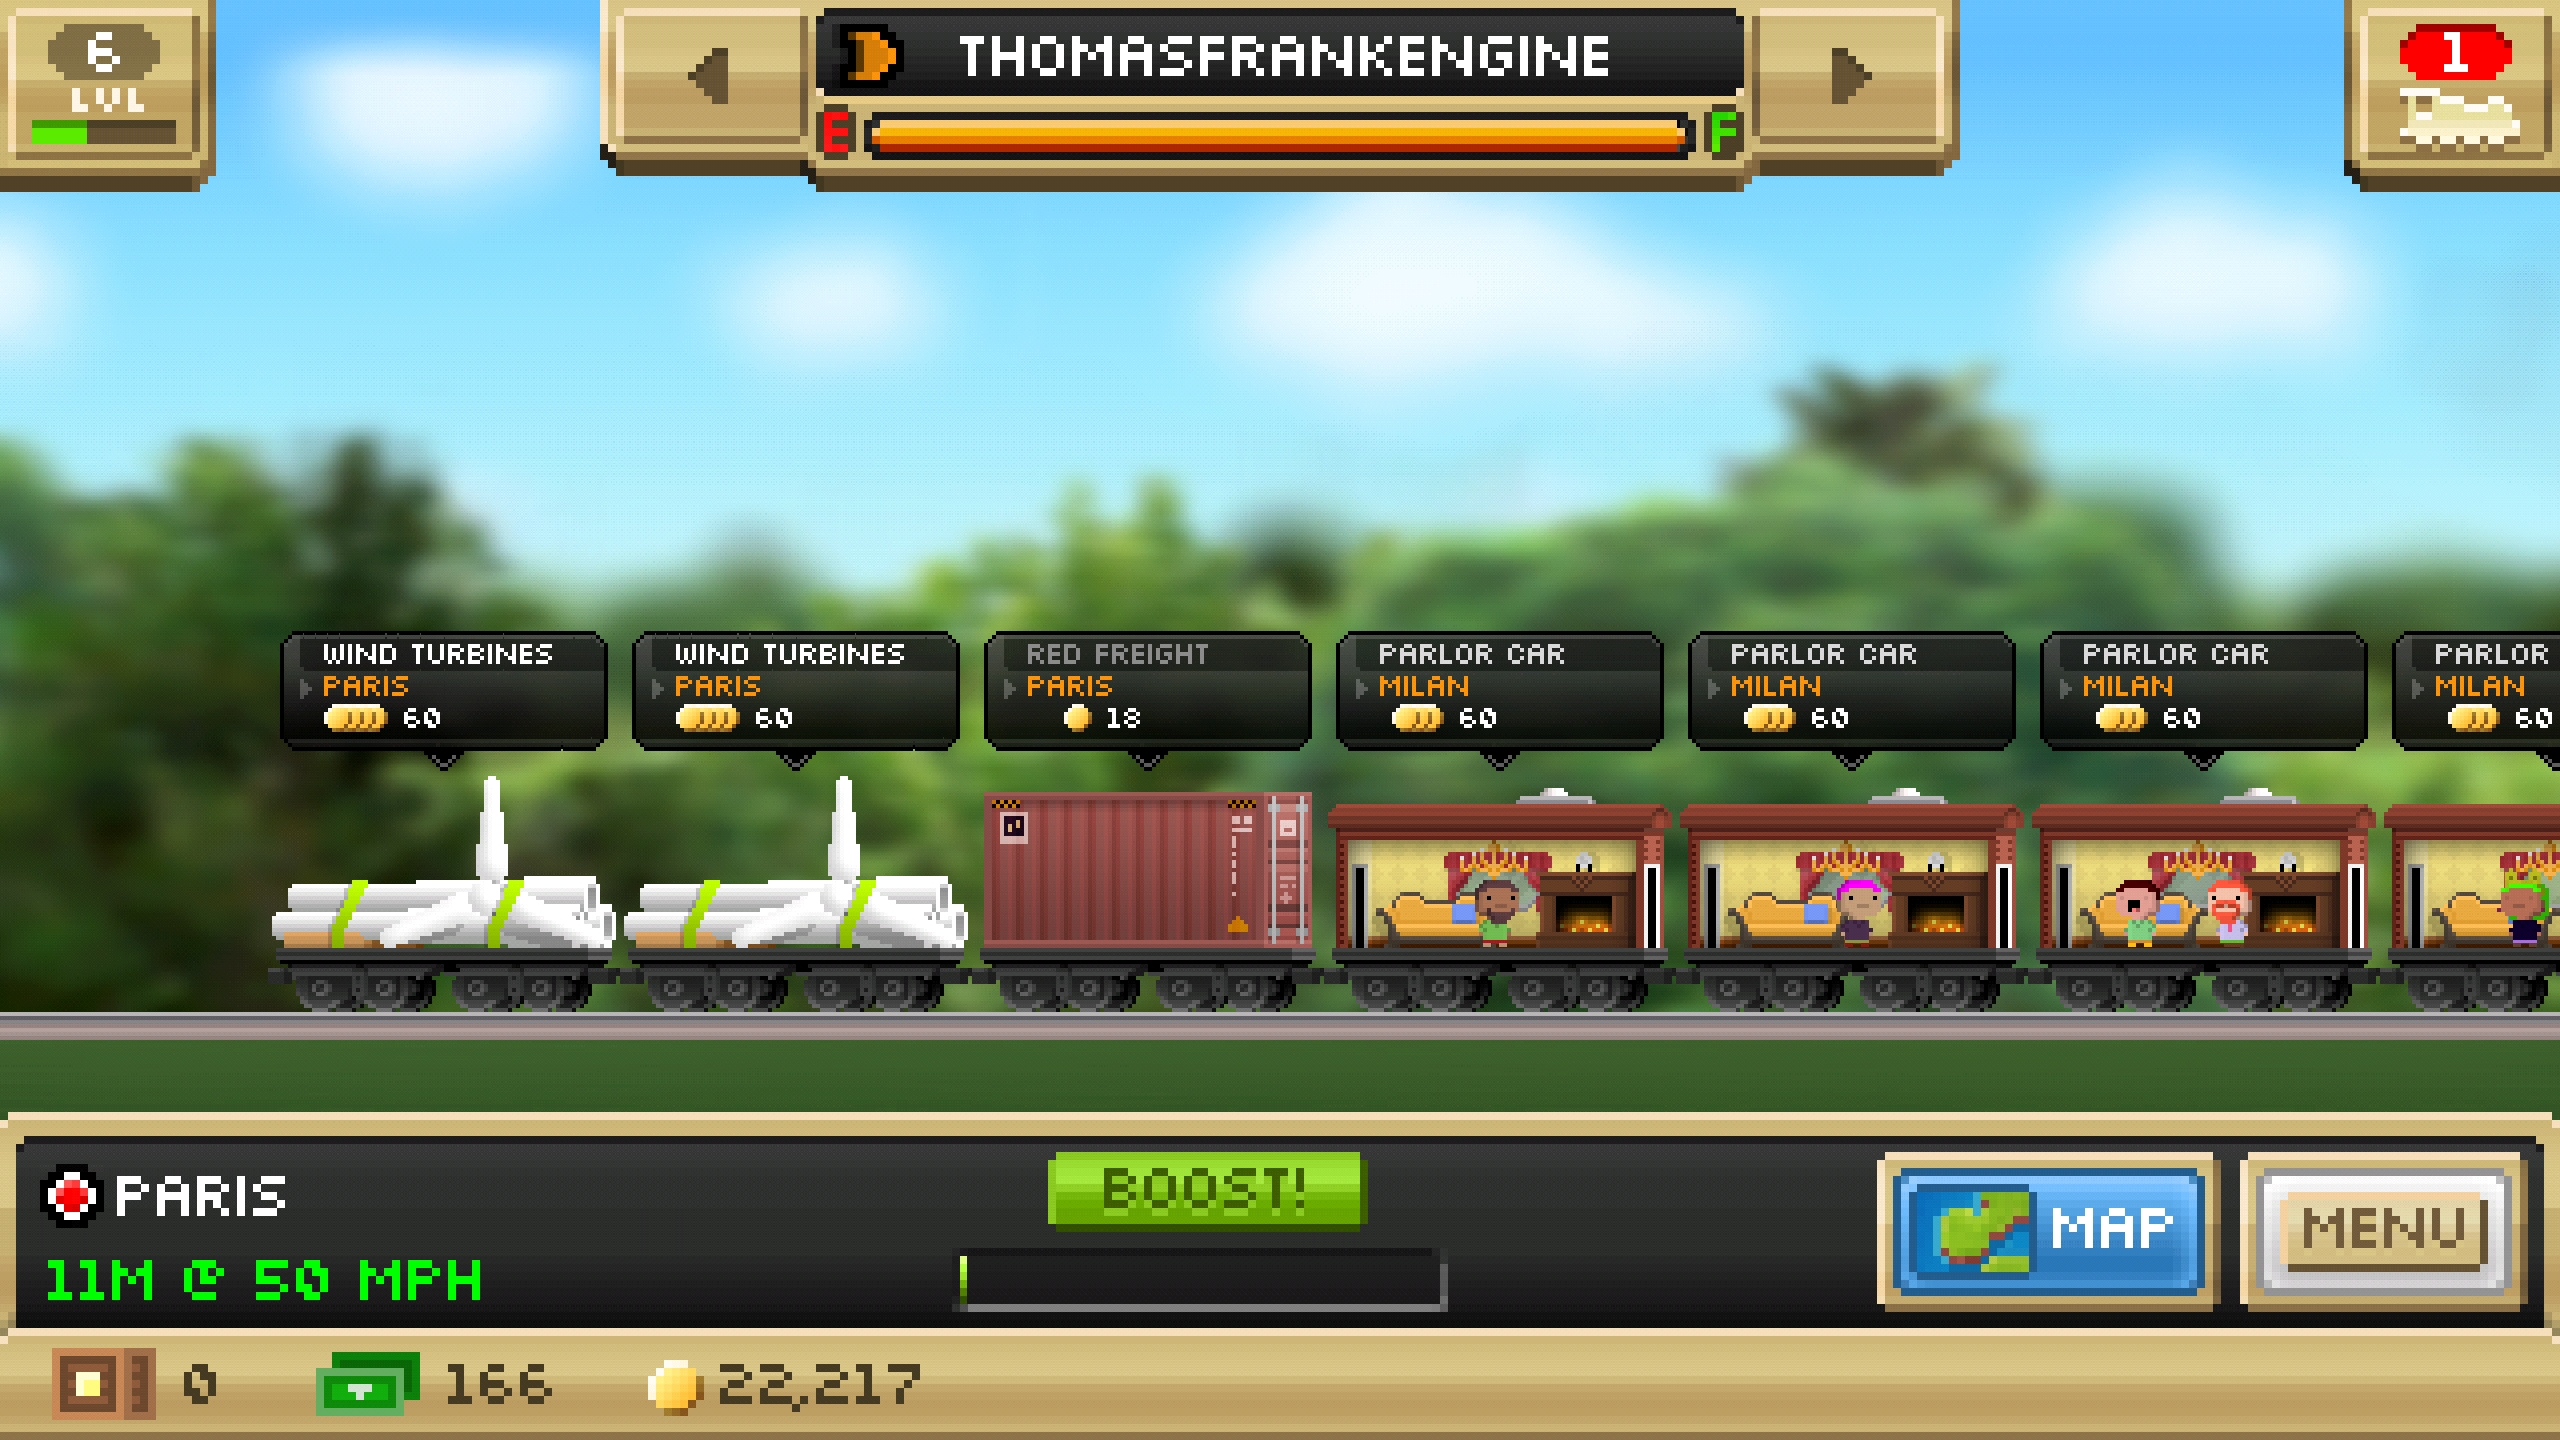 6
LVL
THOMASFRANKENGINE
E F
1
WIND TURBINES
PARIS
60
WIND TURBINES
PARIS
60
RED FREIGHT
PARIS
18
PARLOR CAR
MILAN
60
PARLOR CAR
MILAN
60
PARLOR CAR
MILAN
60
PARLOR
MILAN
60
PARIS
11M @ 50 MPH
BOOST!
MAP
MENU
0
166
22,217